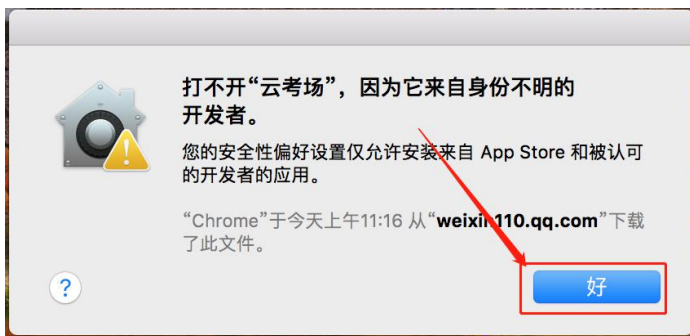 打不开“云考场”，因为它来自身份不明的
开发者。
您的安全性偏好设置仅允许安装来自 App Store 和被认可
的开发者的应用。
“Chrome”于今天上午11:16 从“weixin110.qq.com”下载
了此文件。
?
好